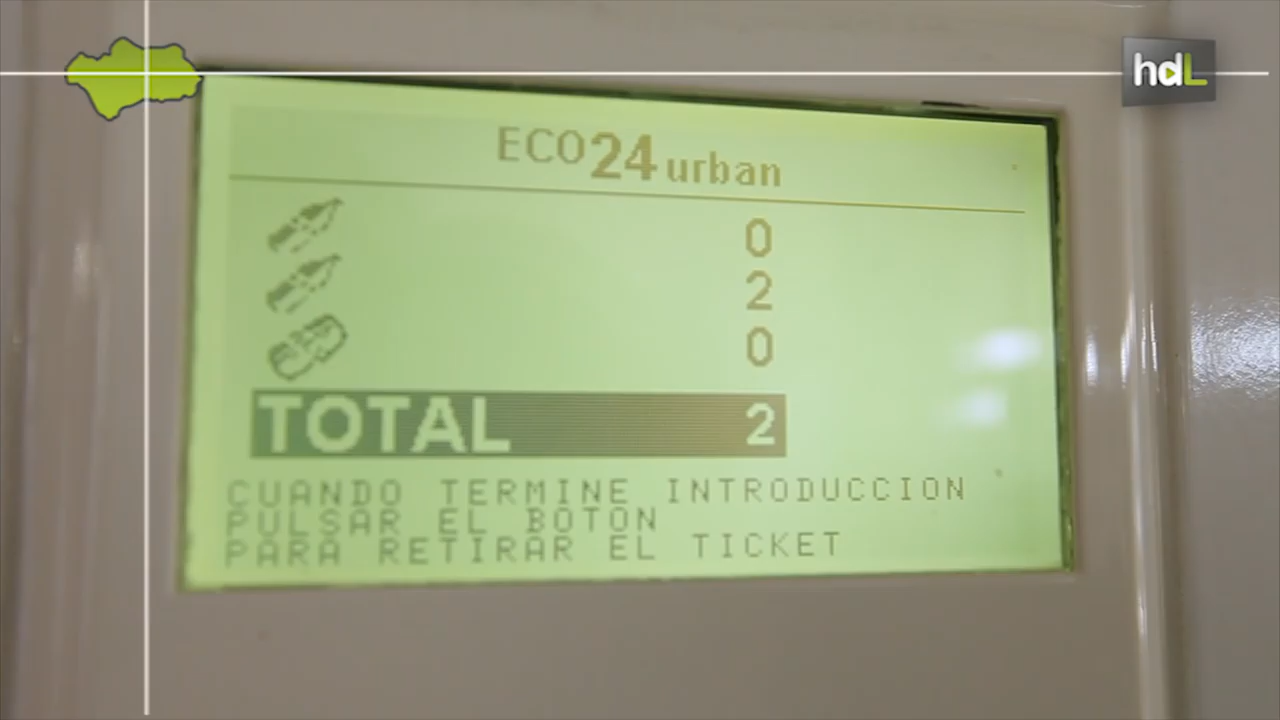 hdL
ECO24urban
0
2
0
TOTAL 2
CUANDO TERMINE INTRODUCCION
PULSAR EL BOTON
PARA RETIRAR EL TICKET